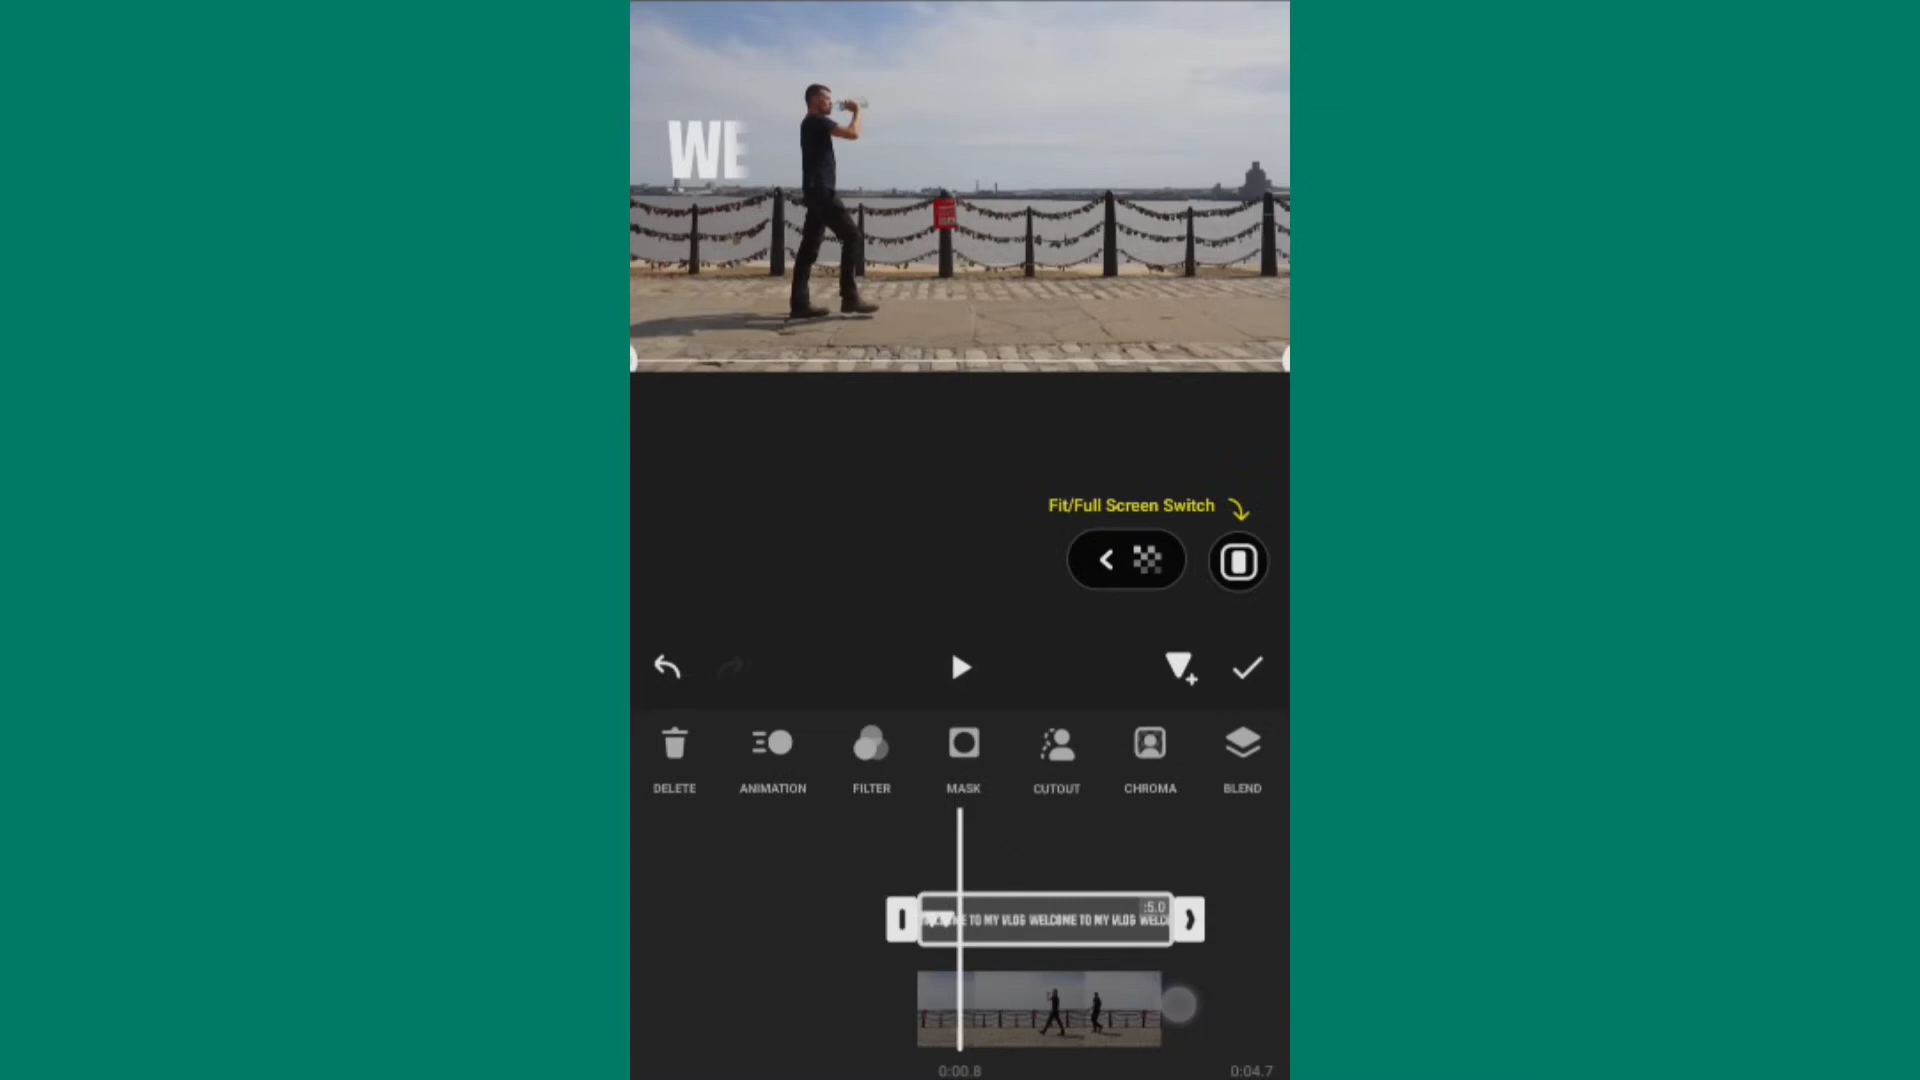 WE
Fit/Full Screen Switch
DELETE ANIMATION FILTER MASK CUTOUT CHROMA BLEND
:5.0
TO MY VLOG WELCOME TO MY VLOG
0:00.8 0:04.7